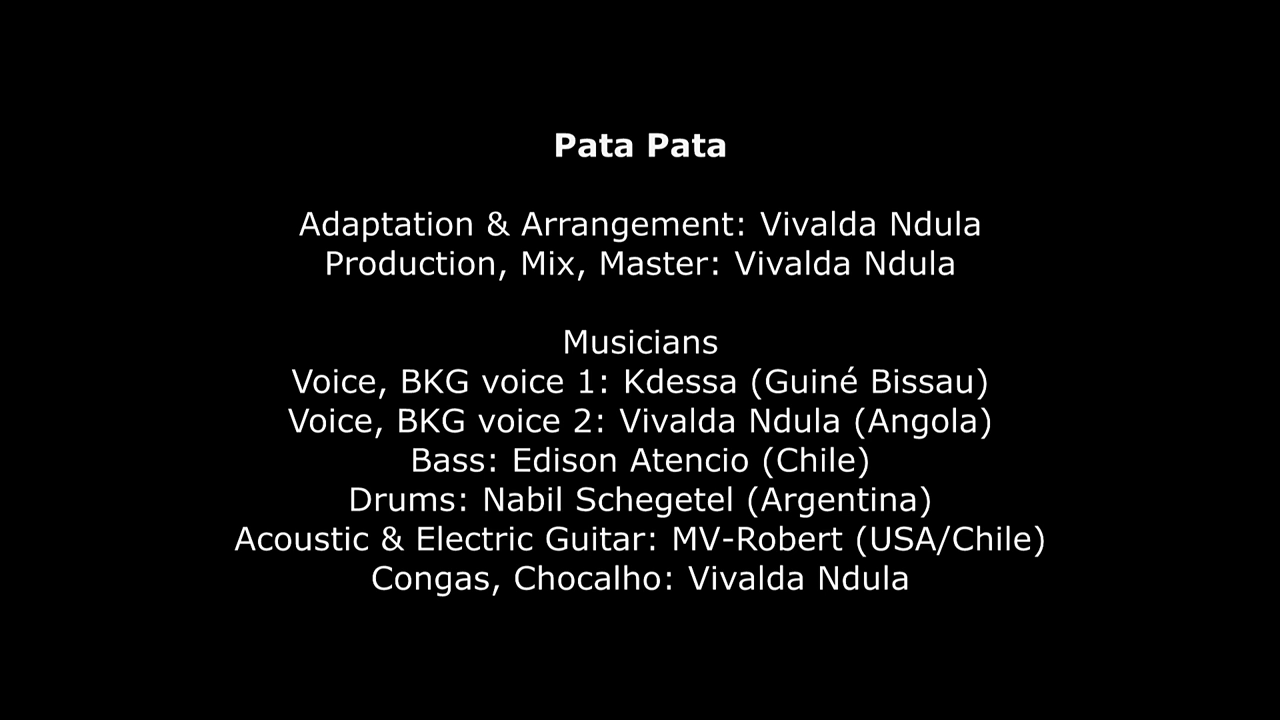 Pata Pata
Adaptation & Arrangement: Vivalda Ndula
Production, Mix, Master: Vivalda Ndula
Musicians
Voice, BKG voice 1: Kdessa (Guiné Bissau)
Voice, BKG voice 2: Vivalda Ndula (Angola)
Bass: Edison Atencio (Chile)
Drums: Nabil Schegetel (Argentina)
Acoustic & Electric Guitar: MV-Robert (USA/Chile)
Congas, Chocalho: Vivalda Ndula